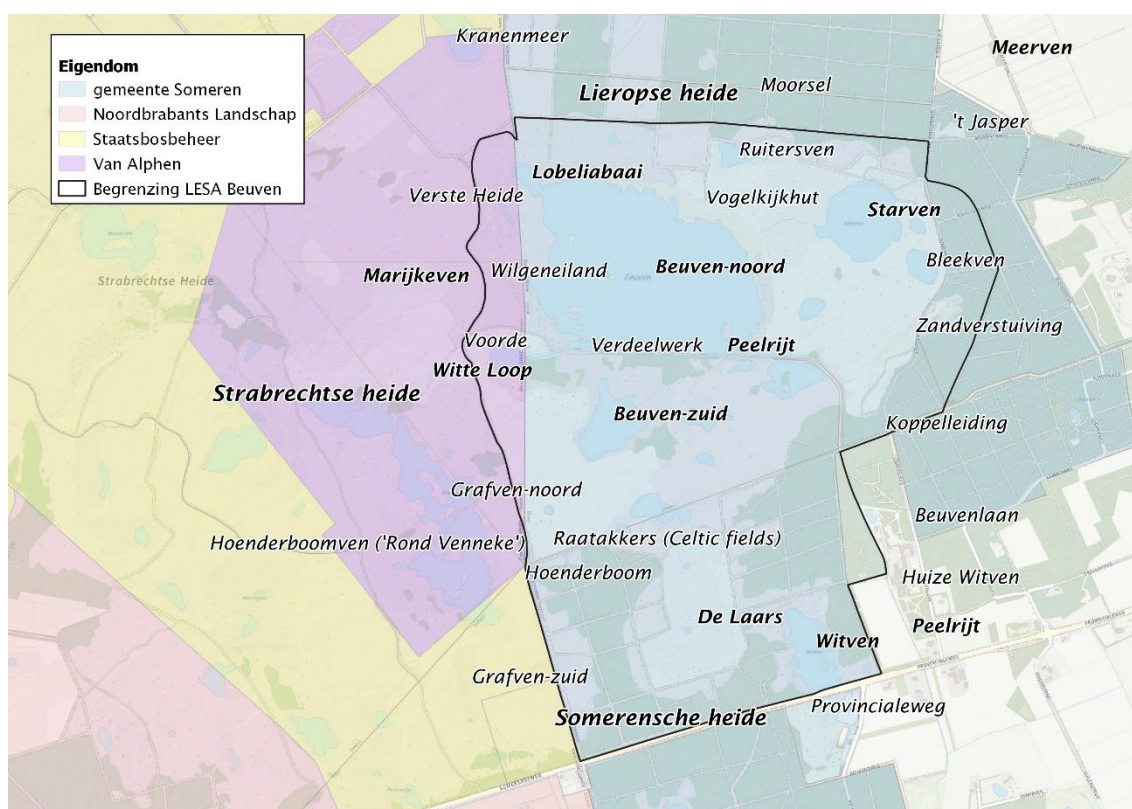 Eigendom
gemeente Someren
Noordbrabants Landschap
Staatsbosbeheer
Van Alphen
Begrenzing LESA Beuven
Kranenmeer
Meerven
Lieropse heide
Moorsel
't Jasper
Ruitersven
Lobeliabaai
Verste Heide
Vogelkijkhut
Starven
Strabrechtse Heide
Marijkeven
Wilgeneiland
Beuven-noord
Beuven
Bleekven
Zandverstuiving
Voorde
Verdeelwerk
Peelrijt
Witte Loop
Strabrechtse heide
Beuven-zuid
Koppelleiding
Grafven-noord
Beuvenlaan
Hoenderboomven ('Rond Venneke')
Raatakkers (Celtic fields)
Hoenderboom
Huize Witven
De Laars
Witven
Peelrijt
PROVINCIALEWEG
Grafven-zuid
Provincialeweg
Somerensche heide
SOMERENSEWEG